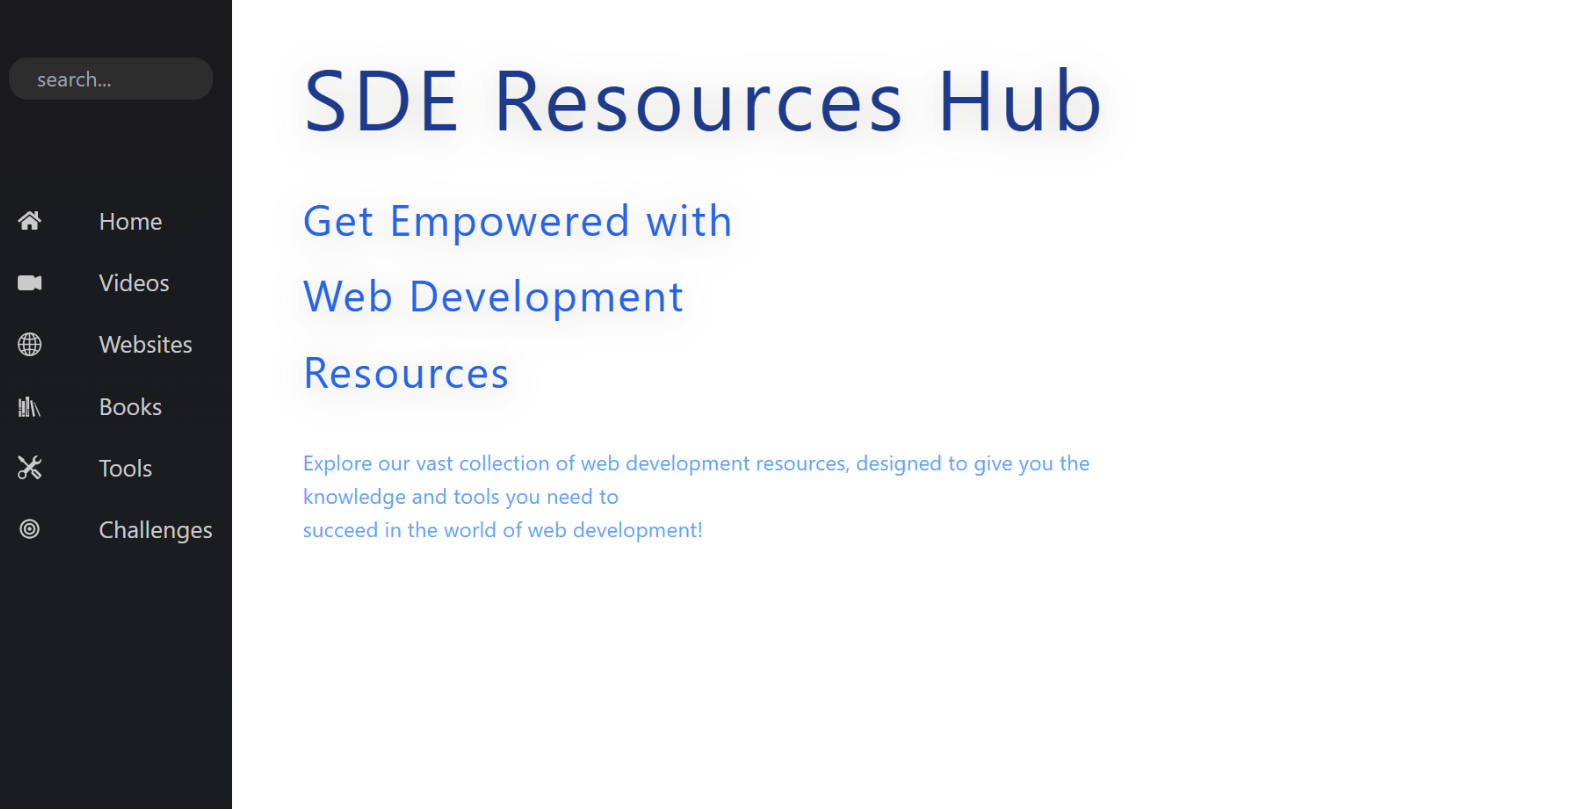 search...
Home
Videos
Websites
Books
Tools
Challenges
SDE Resources Hub
Get Empowered with
Web Development
Resources
Explore our vast collection of web development resources, designed to give you the
knowledge and tools you need to
succeed in the world of web development!